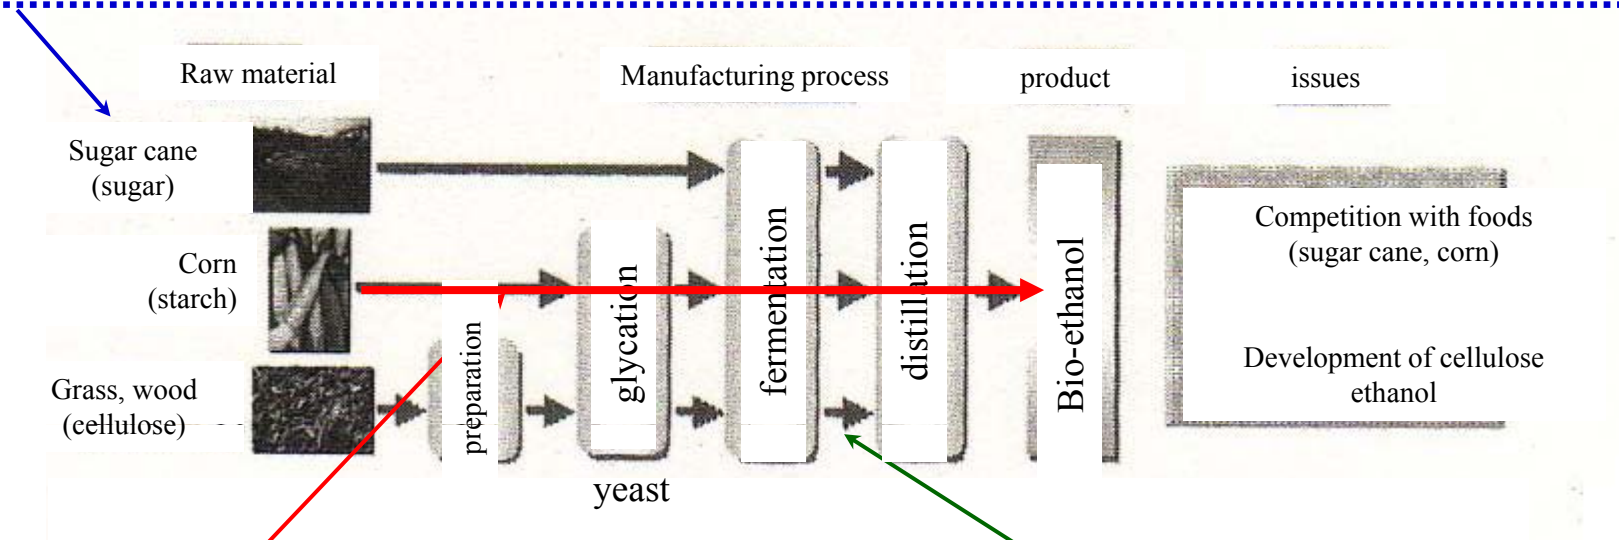 Raw material
Manufacturing process
product
issues
Sugar cane
(sugar)
Corn
(starch)
Grass, wood
(cellulose)
preparation
glycation
fermentation
distillation
Bio-ethanol
Competition with foods
(sugar cane, corn)
Development of cellulose
ethanol
yeast